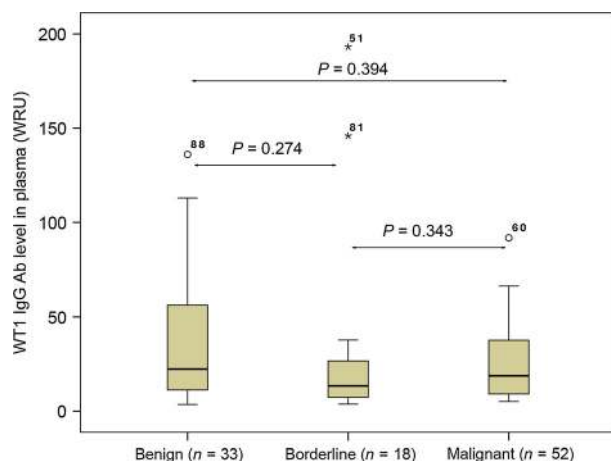 WT1 IgG Ab level in plasma (WRU)
200
150
100
50
0
*51
P = 0.394
88
81
P = 0.274
P = 0.343
60
Benign (n = 33) Borderline (n = 18) Malignant (n = 52)